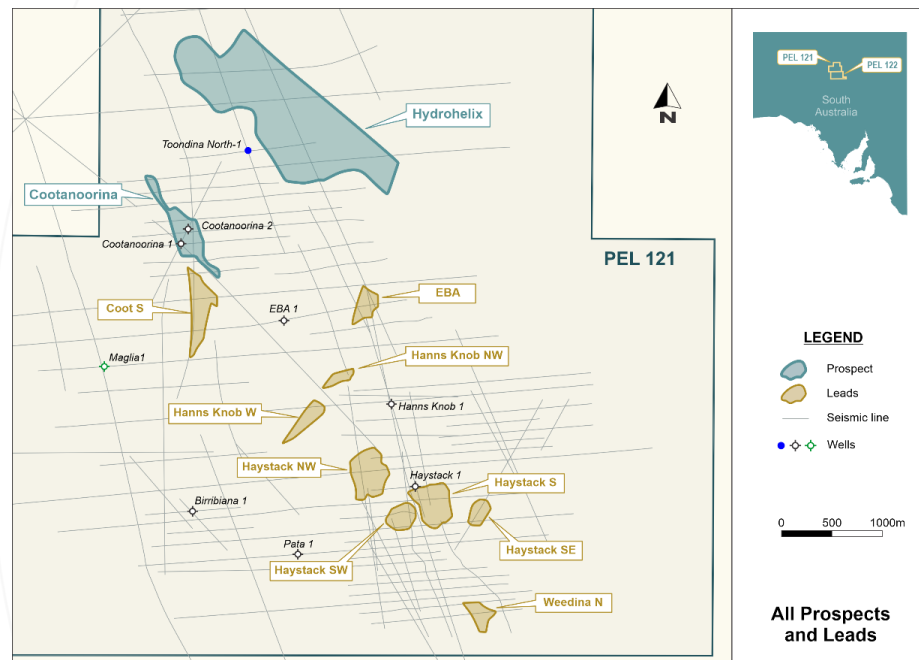 Hydrohelix
Toondina North-1
Cootanoorina
Cootanoorina 2
Cootanoorina 1
PEL 121
Coot S
EBA 1
EBA
Maglia1
Hanns Knob NW
Hanns Knob W
Hanns Knob 1
Haystack NW
Haystack 1
Haystack S
Birribiana 1
Pata 1
Haystack SW
Haystack SE
Weedina N
N
PEL 121
PEL 122
South
Australia
LEGEND
Prospect
Leads
Seismic line
Wells
0 500 1000m
All Prospects
and Leads